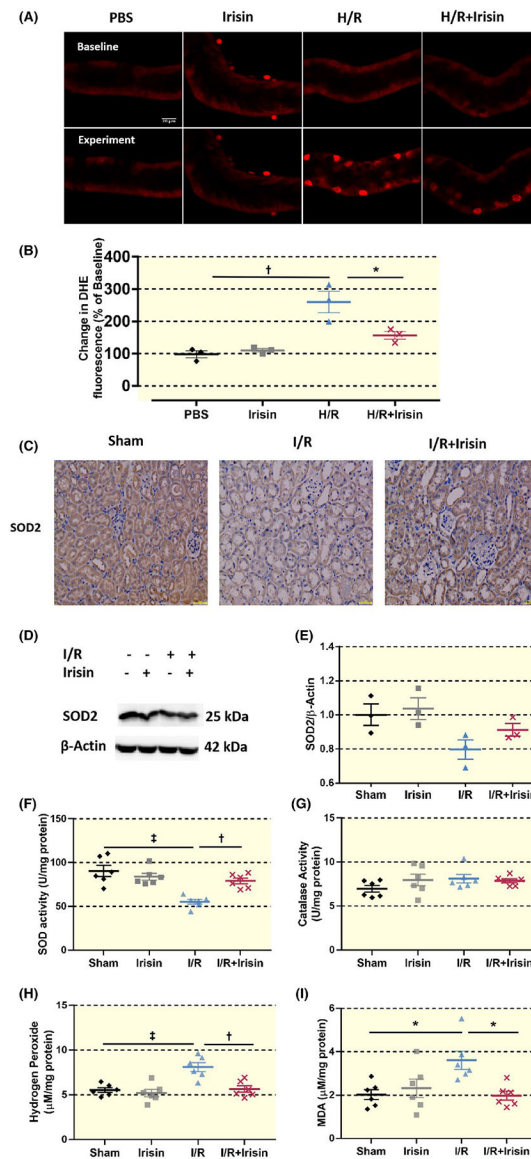 (A)
PBS Irisin H/R H/R+Irisin
Baseline
Experiment
(B)
Change in DHE
fluorescence (% of Baseline)
400
300
200
100
0
†
*
PBS Irisin H/R H/R+Irisin
(C)
Sham I/R I/R+Irisin
SOD2
(D)
I/R - - + +
Irisin - + - +
SOD2 25 kDa
β-Actin 42 kDa
(E)
SOD2/β-Actin
1.4
1.2
1.0
0.8
0.6
Sham Irisin I/R I/R+Irisin
(F)
SOD activity (U/mg protein)
150
100
50
0
‡
†
Sham Irisin I/R I/R+Irisin
(G)
Catalase Activity
(U/mg protein)
15
10
5
0
Sham Irisin I/R I/R+Irisin
(H)
Hydrogen Peroxide
(μM/mg protein)
15
10
5
0
‡
†
Sham Irisin I/R I/R+Irisin
(I)
MDA (μM/mg protein)
6
4
2
0
*
*
Sham Irisin I/R I/R+Irisin